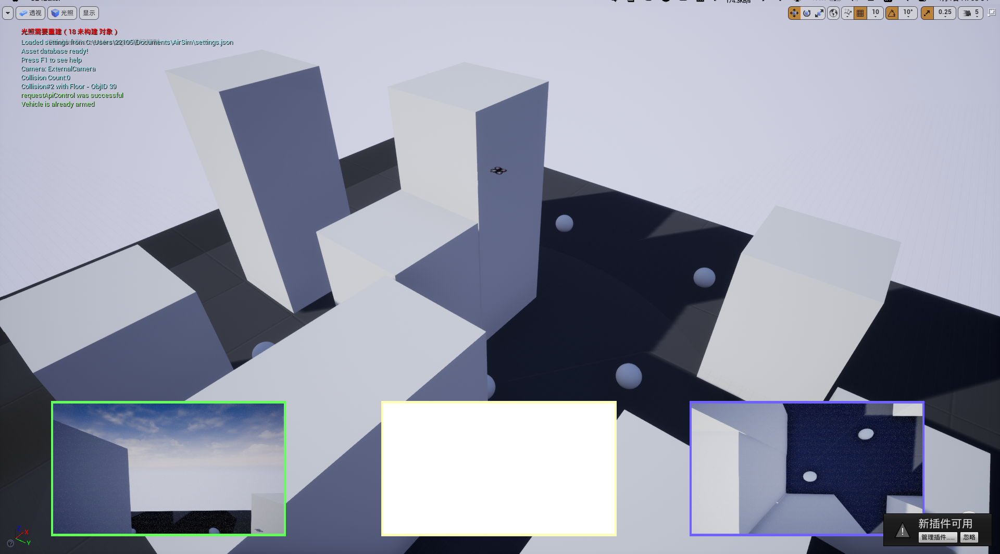 174.3KB/s
透视
光照
显示
10
10°
0.25
5
光照需要重建（18 未构建 对象）
Loaded settings from C:\Users\22105\Documents\AirSim\settings.json
Asset database ready!
Press F1 to see help
Camera: ExternalCamera
Collision Count:0
Collision#2 with Floor - ObjID 39
requestApiControl was successful
Vehicle is already armed
Z
X
Y
新插件可用
管理插件......
忽略